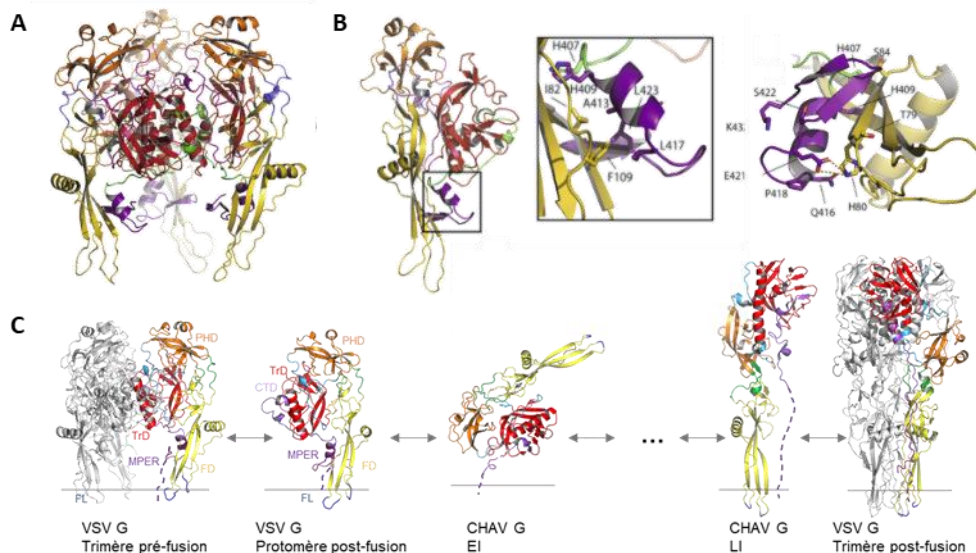 A
B
H407
I82
H409
A413
L423
L417
F109
H407
S84
S422
H409
T79
E421
P418
Q416
H80
C
PHD
TrD
TrD
MPER
FD
FL
PHD
TrD
CTD
MPER
FD
FL
...
VSV G
Trimère pré-fusion
VSV G
Protomère post-fusion
CHAV G
EI
CHAV G
LI
VSV G
Trimère post-fusion